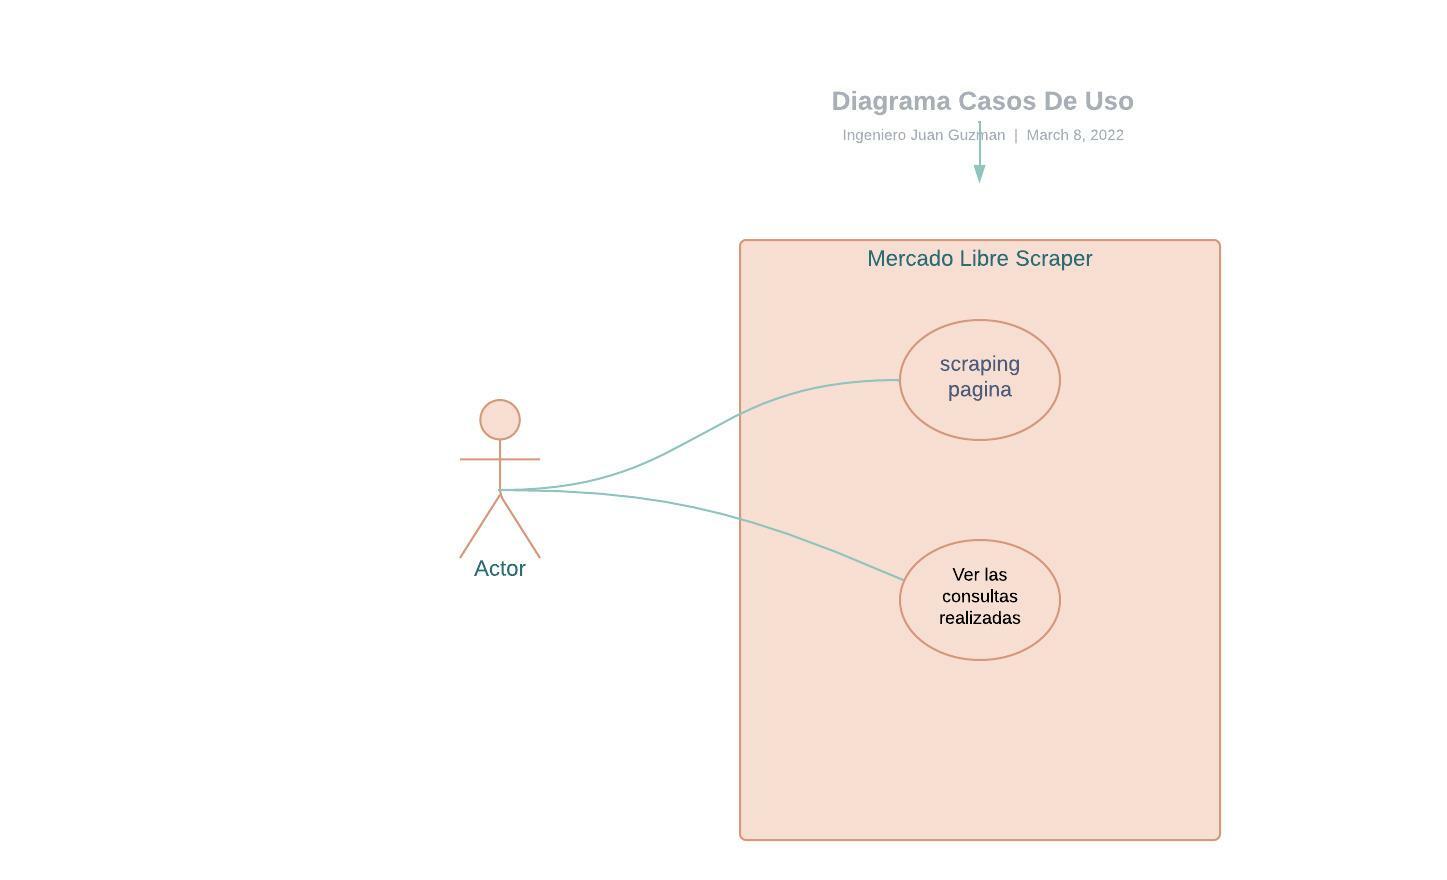 Diagrama Casos De Uso
Ingeniero Juan Guzman | March 8, 2022
Mercado Libre Scraper
scraping
pagina
Actor
Ver las
consultas
realizadas